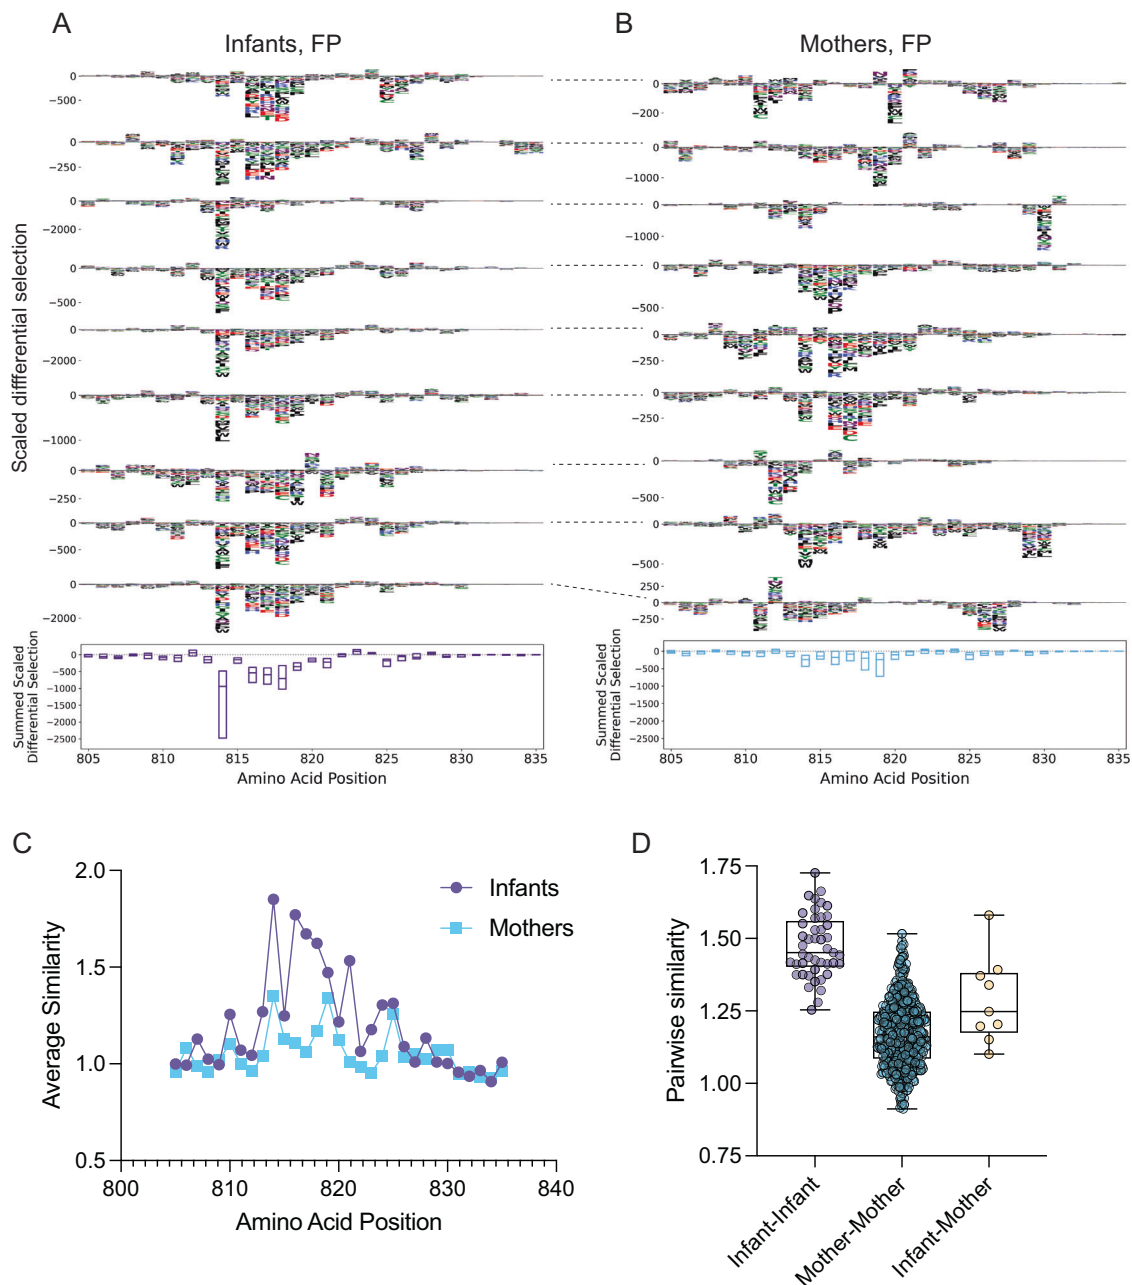 A
B
Infants, FP
Mothers, FP
Scaled differential selection
0
−500
0
−250
0
−2000
0
−500
0
−2000
0
−1000
0
−250
0
−500
0
−2000
0
−200
0
−1000
0
−1000
0
−500
0
−250
0
−250
0
−500
0
−500
250
0
−250
Summed Scaled
Differential Selection
0
−500
−1000
−1500
−2000
−2500
805 810 815 820 825 830 835
Amino Acid Position
Summed Scaled
Differential Selection
0
−500
−1000
−1500
−2000
−2500
805 810 815 820 825 830 835
Amino Acid Position
C
Average Similarity
2.0
1.5
1.0
0.5
Infants
Mothers
800 810 820 830 840
Amino Acid Position
D
Pairwise similarity
1.75
1.50
1.25
1.00
0.75
Infant-Infant
Mother-Mother
Infant-Mother